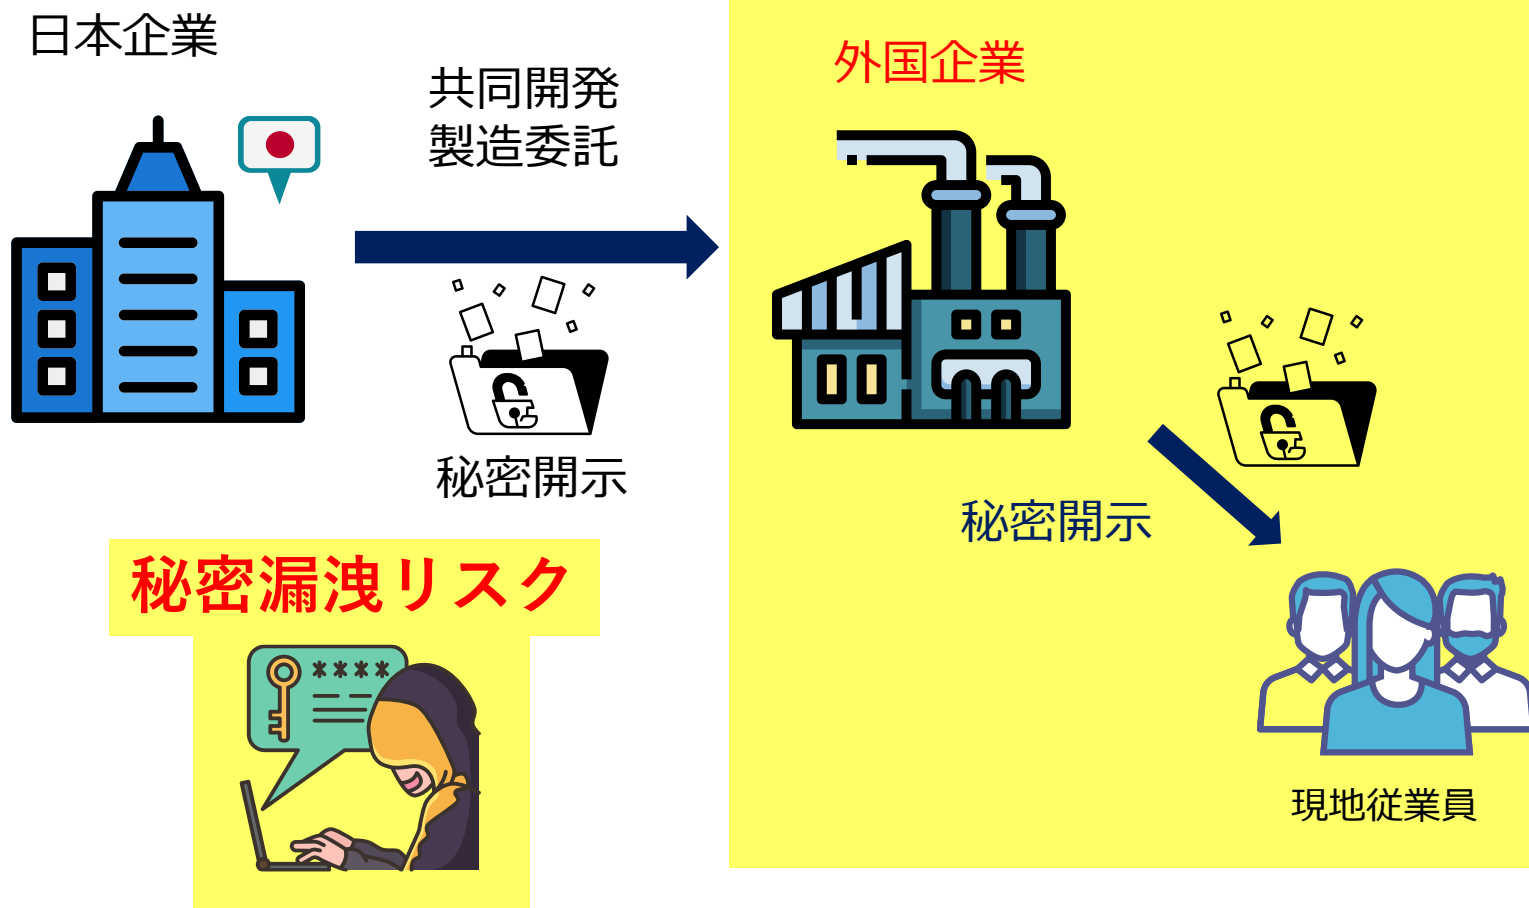 日本企業
共同開発
製造委託
秘密開示
外国企業
秘密開示
現地従業員
秘密漏洩リスク
****